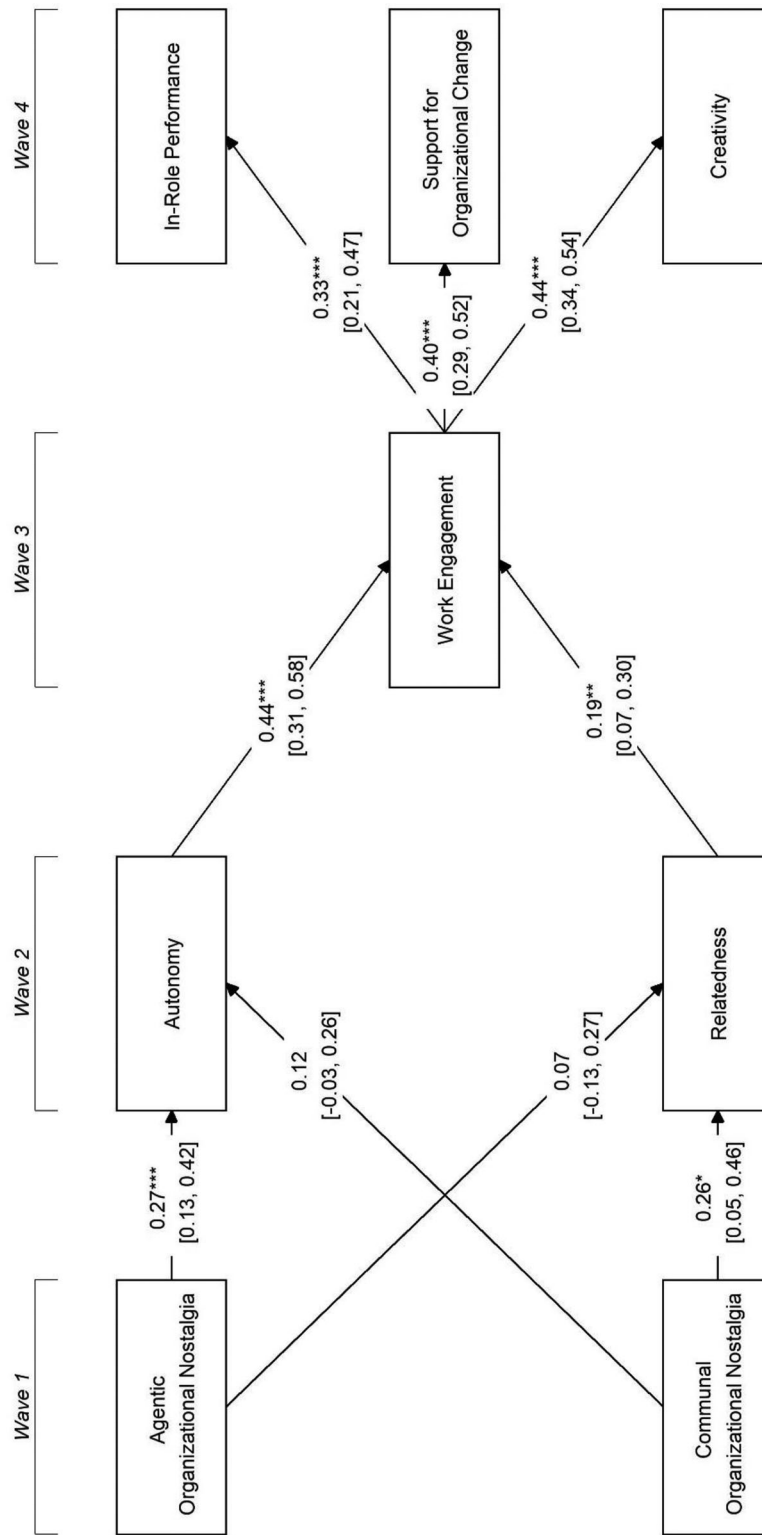 Wave 1
Wave 2
Wave 3
Wave 4
Agentic
Organizational Nostalgia
0.27***
[0.13, 0.42]
Autonomy
0.44***
[0.31, 0.58]
0.33***
[0.21, 0.47]
In-Role Performance
0.12
[-0.03, 0.26]
Work Engagement
0.40***
[0.29, 0.52]
Support for
Organizational Change
0.07
[-0.13, 0.27]
0.19**
[0.07, 0.30]
0.44***
[0.34, 0.54]
Communal
Organizational Nostalgia
0.26*
[0.05, 0.46]
Relatedness
Creativity